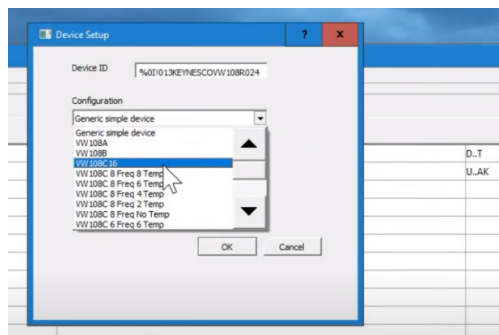 Device Setup
?
x
Device ID
%0I!013KEYNESCOVW108R024
Configuration
Generic simple device
Generic simple device
VW108A
VW108B
VW108C16
VW108C 8 Freq 8 Temp
VW108C 8 Freq 6 Temp
VW108C 8 Freq 4 Temp
VW108C 8 Freq 2 Temp
VW108C 8 Freq No Temp
VW108C 6 Freq 6 Temp
OK
Cancel
D..T
U..AK